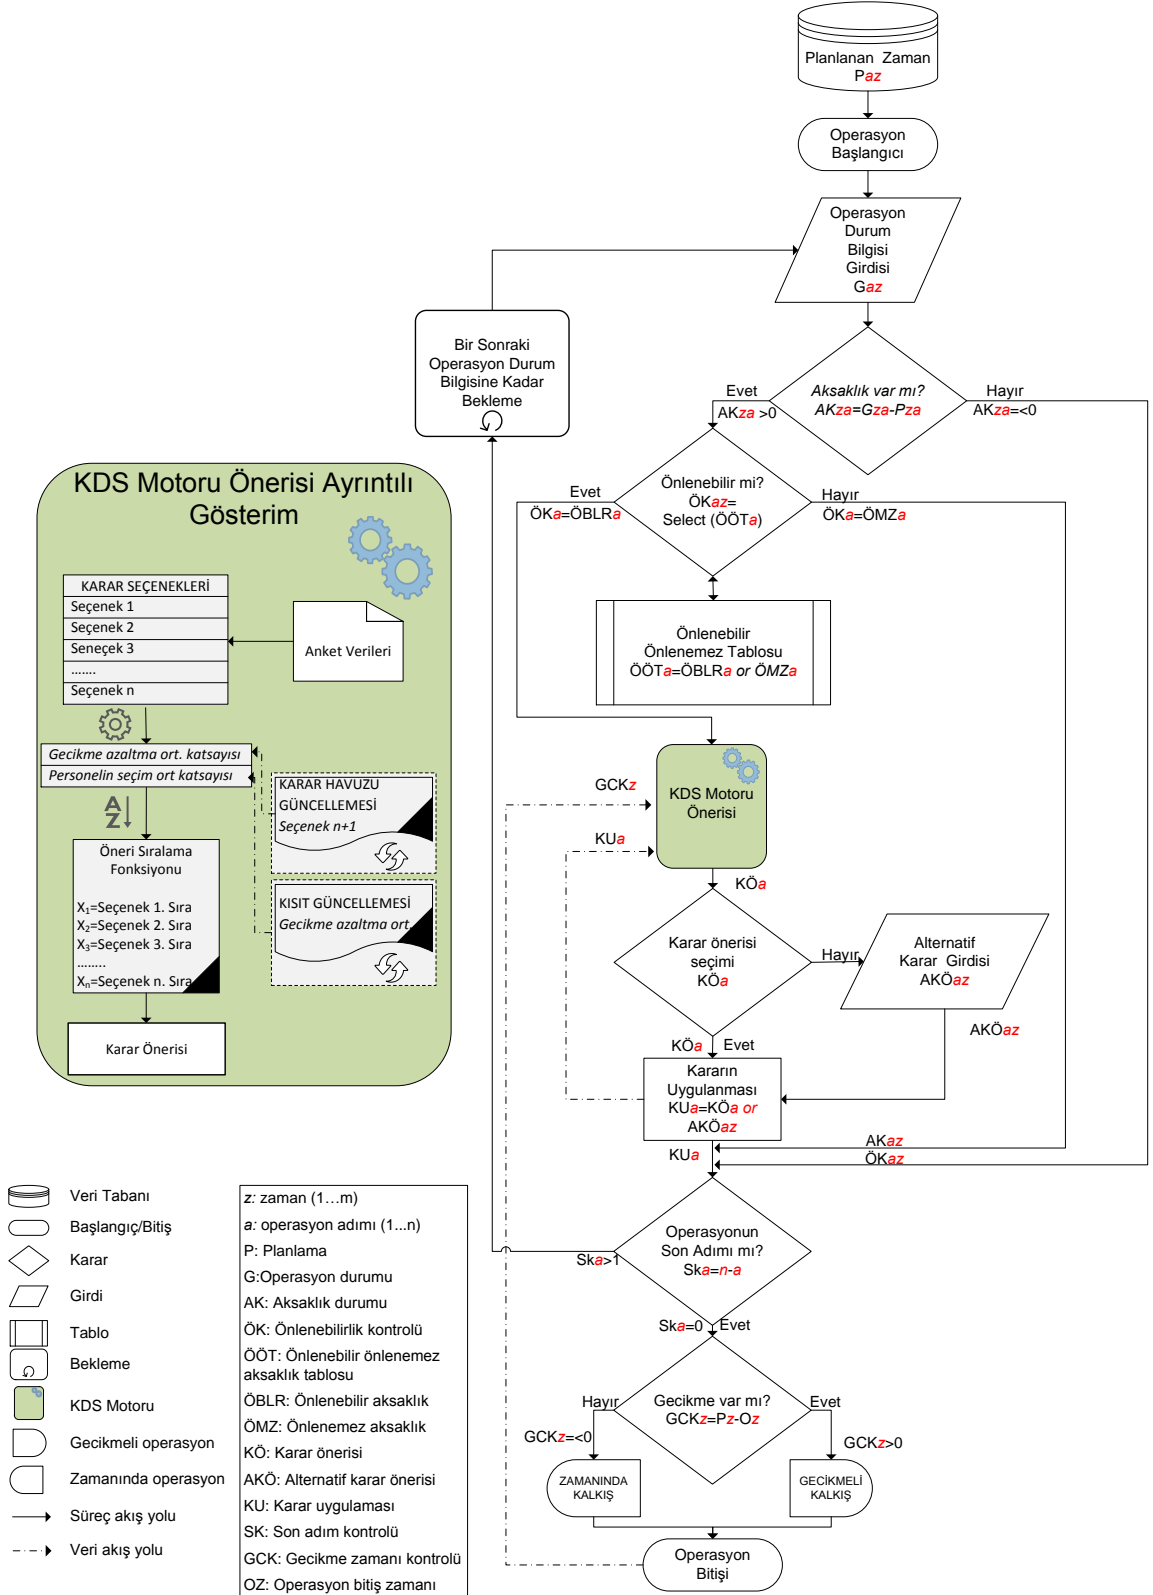 Planlanan Zaman
Paz
Operasyon
Başlangıcı
Operasyon
Durum
Bilgisi
Girdisi
Gaz
Bir Sonraki
Operasyon Durum
Bilgisine Kadar
Bekleme
Aksaklık var mı?
AKza=Gza-Pza
Evet
AKza >0
Hayır
AKza=<0
Önlenebilir mi?
ÖKaz=
Select (ÖÖTa)
Evet
ÖKa=ÖBLRa
Hayır
ÖKa=ÖMZa
Önlenebilir
Önlenemez Tablosu
ÖÖTa=ÖBLRa or ÖMZa
GCKz
KUa
KDS Motoru
Önerisi
KÖa
Karar önerisi
seçimi
KÖa
Hayır
Alternatif
Karar Girdisi
AKÖaz
AKÖaz
KÖa
Evet
Kararın
Uygulanması
KUa=KÖa or
AKÖaz
KUa
AKaz
ÖKaz
Operasyonun
Son Adımı mı?
Ska=n-a
Ska>1
Ska=0
Evet
Gecikme var mı?
GCKz=Pz-Oz
Hayır
GCKz=<0
Evet
GCKz>0
ZAMANINDA
KALKIŞ
GECİKMELİ
KALKIŞ
Operasyon
Bitişi
KDS Motoru Önerisi Ayrıntılı
Gösterim
KARAR SEÇENEKLERİ
Seçenek 1
Seçenek 2
Seneçek 3
.......
Seçenek n
Anket Verileri
Gecikme azaltma ort. katsayısı
Personelin seçim ort katsayısı
A
Z
KARAR HAVUZU
GÜNCELLEMESİ
Seçenek n+1
KISIT GÜNCELLEMESİ
Gecikme azaltma ort.
Öneri Sıralama
Fonksiyonu
X1=Seçenek 1. Sıra
X2=Seçenek 2. Sıra
X3=Seçenek 3. Sıra
........
Xn=Seçenek n. Sıra
Karar Önerisi
Veri Tabanı
Başlangıç/Bitiş
Karar
Girdi
Tablo
Bekleme
KDS Motoru
Gecikmeli operasyon
Zamanında operasyon
Süreç akış yolu
Veri akış yolu
z: zaman (1...m)
a: operasyon adımı (1...n)
P: Planlama
G:Operasyon durumu
AK: Aksaklık durumu
ÖK: Önlenebilirlik kontrolü
ÖÖT: Önlenebilir önlenemez
aksaklık tablosu
ÖBLR: Önlenebilir aksaklık
ÖMZ: Önlenemez aksaklık
KÖ: Karar önerisi
AKÖ: Alternatif karar önerisi
KU: Karar uygulaması
SK: Son adım kontrolü
GCK: Gecikme zamanı kontrolü
OZ: Operasyon bitiş zamanı